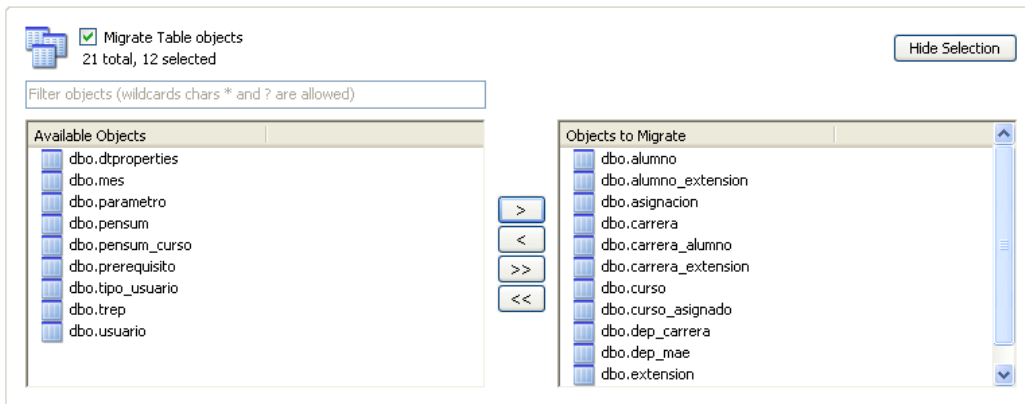 Migrate Table objects
21 total, 12 selected
Hide Selection
Filter objects (wildcards chars * and ? are allowed)
Available Objects
dbo.dtproperties
dbo.mes
dbo.parametro
dbo.pensum
dbo.pensum_curso
dbo.prerequisito
dbo.tipo_usuario
dbo.trep
dbo.usuario
>
<
>>
<<
Objects to Migrate
dbo.alumno
dbo.alumno_extension
dbo.asignacion
dbo.carrera
dbo.carrera_alumno
dbo.carrera_extension
dbo.curso
dbo.curso_asignado
dbo.dep_carrera
dbo.dep_mae
dbo.extension